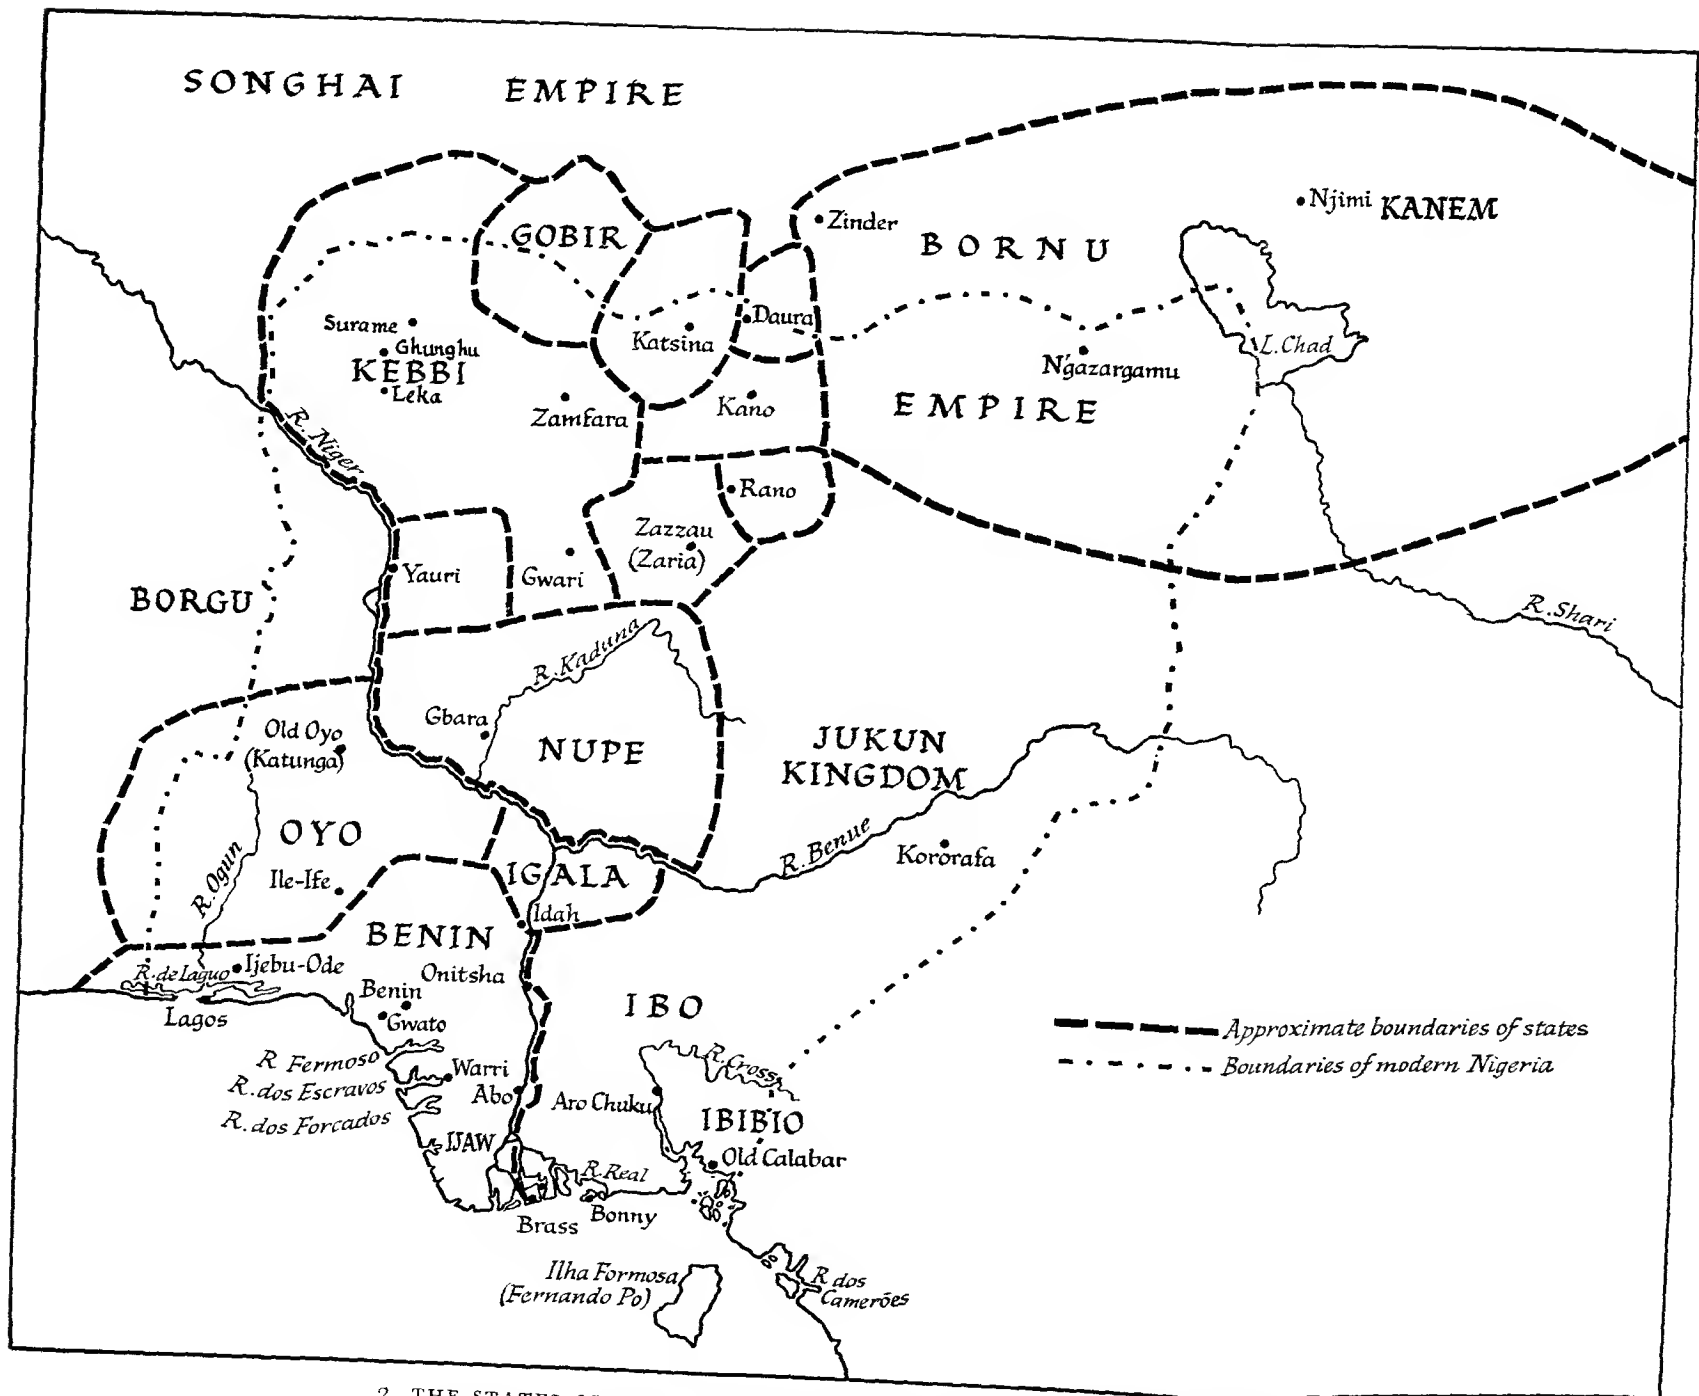 SONGHAI EMPIRE
Njimi KANEM
Zinder
GOBIR
BORNU
Surame
Daura
Ghunghu
Katsina
L. Chad
KEBBI
N'gazargamu
Leka
Kano
Zamfara
EMPIRE
R. Niger
Rano
Zazzau
(Zaria)
Yauri
Gwari
BORGU
R. Shari
R. Kaduna
Gbara
Old Oyo
(Katunga)
NUPE
JUKUN
KINGDOM
OYO
R. Benue
Kororafa
R. Ogun
Ile-Ife
IGALA
Idah
BENIN
R. de Laguo
Ijebu-Ode
Onitsha
Benin
Lagos
Gwato
IBO
Approximate boundaries of states
Boundaries of modern Nigeria
R Fermoso
R. Cross
Warri
R. dos Escravos
Abo
Aro Chuku
R. dos Forcados
IBIBIO
IJAW
Old Calabar
R. Real
Bonny
Brass
Ilha Formosa
(Fernando Po)
R dos
Camerões
2. THE STATES